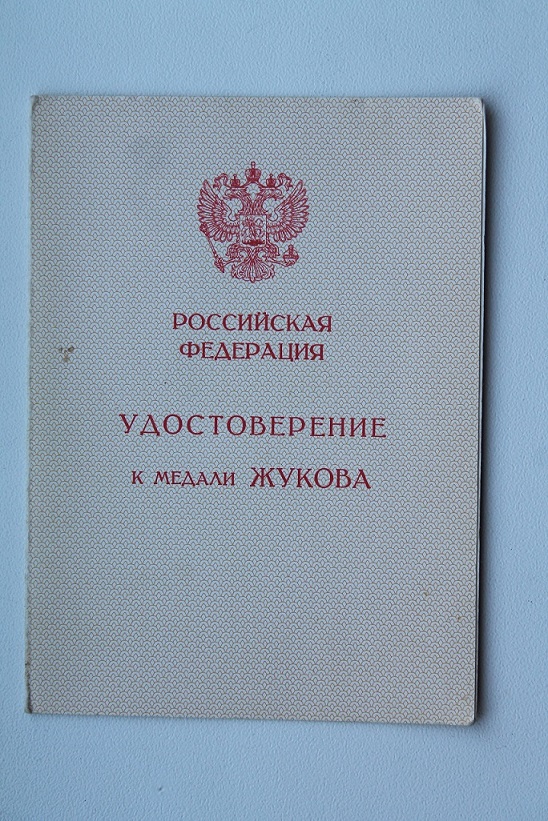 РОССИЙСКАЯ
ФЕДЕРАЦИЯ
УДОСТОВЕРЕНИЕ
К МЕДАЛИ ЖУКОВА